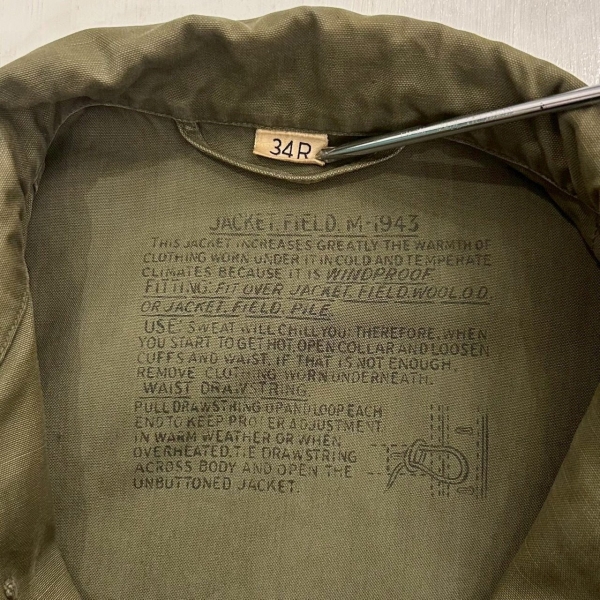 34R
JACKET, FIELD, M-1943
THIS JACKET INCREASES GREATLY THE WARMTH OF
CLOTHING WORN UNDER IT IN COLD AND TEMPERATE
CLIMATES BECAUSE IT IS WINDPROOF.
FITTING: FIT OVER JACKET, FIELD, WOOL, O.D.
OR JACKET, FIELD, PILE.
USE: SWEAT WILL CHILL YOU: THEREFORE, WHEN
YOU START TO GET HOT, OPEN COLLAR AND LOOSEN
CUFFS AND WAIST. IF THAT IS NOT ENOUGH,
REMOVE CLOTHING WORN UNDERNEATH.
WAIST DRAWSTRING
PULL DRAWSTRING UP AND LOOP EACH
END TO KEEP PROPER ADJUSTMENT
IN WARM WEATHER OR WHEN
OVERHEATED, TIE DRAWSTRING
ACROSS BODY AND OPEN THE
UNBUTTONED JACKET.